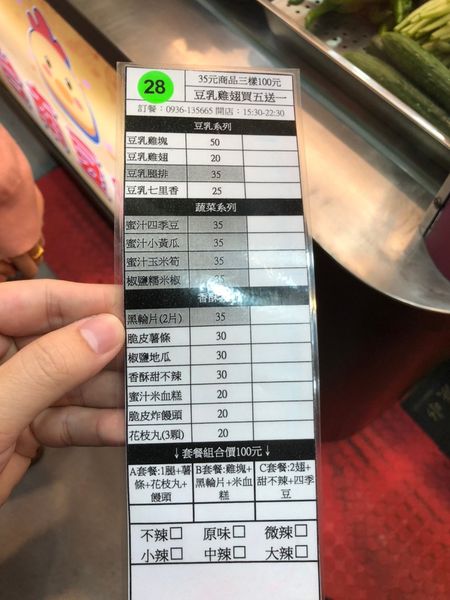 28
35元商品三樣100元
豆乳雞翅買五送一
訂餐：0936-135665 開店：15:30-22:30
豆乳系列
豆乳雞塊 50
豆乳雞翅 20
豆乳腿排 35
豆乳七里香 25
蔬菜系列
蜜汁四季豆 35
蜜汁小黃瓜 35
蜜汁玉米筍 35
椒鹽糯米椒 35
香酥
黑輪片(2片) 35
脆皮薯條 30
椒鹽地瓜 30
香酥甜不辣 30
蜜汁米血糕 20
脆皮炸饅頭 20
花枝丸(3顆) 20
↓套餐組合價100元↓
A套餐:1腿+薯條+花枝丸+饅頭
B套餐:雞塊+黑輪片+米血糕
C套餐:2翅+甜不辣+四季豆
不辣□ 原味□ 微辣□
小辣□ 中辣□ 大辣□